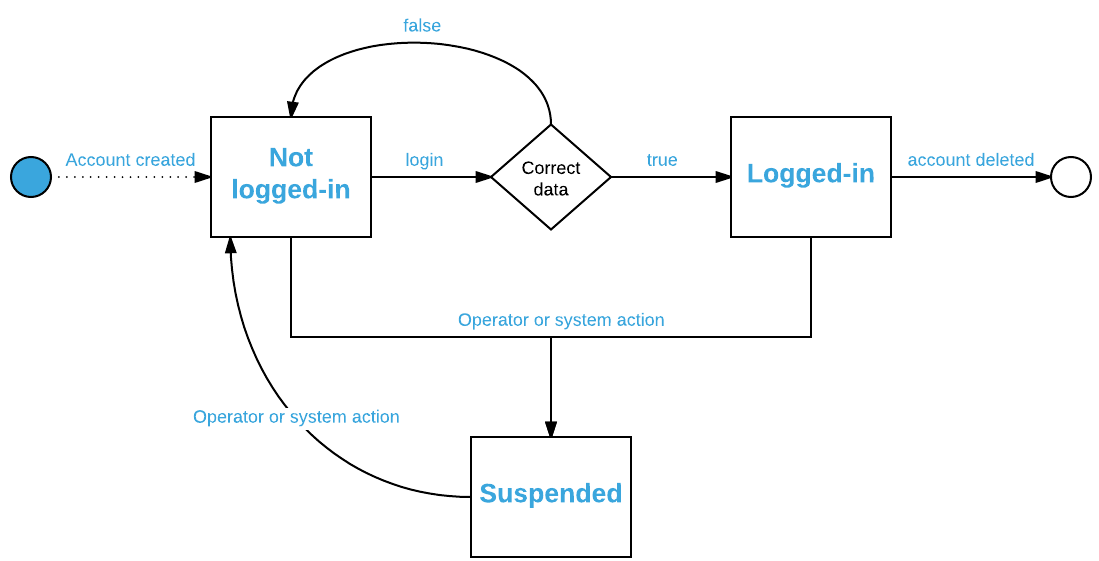 false
Account created
Not
logged-in
login
Correct
data
true
Logged-in
account deleted
Operator or system action
Operator or system action
Suspended